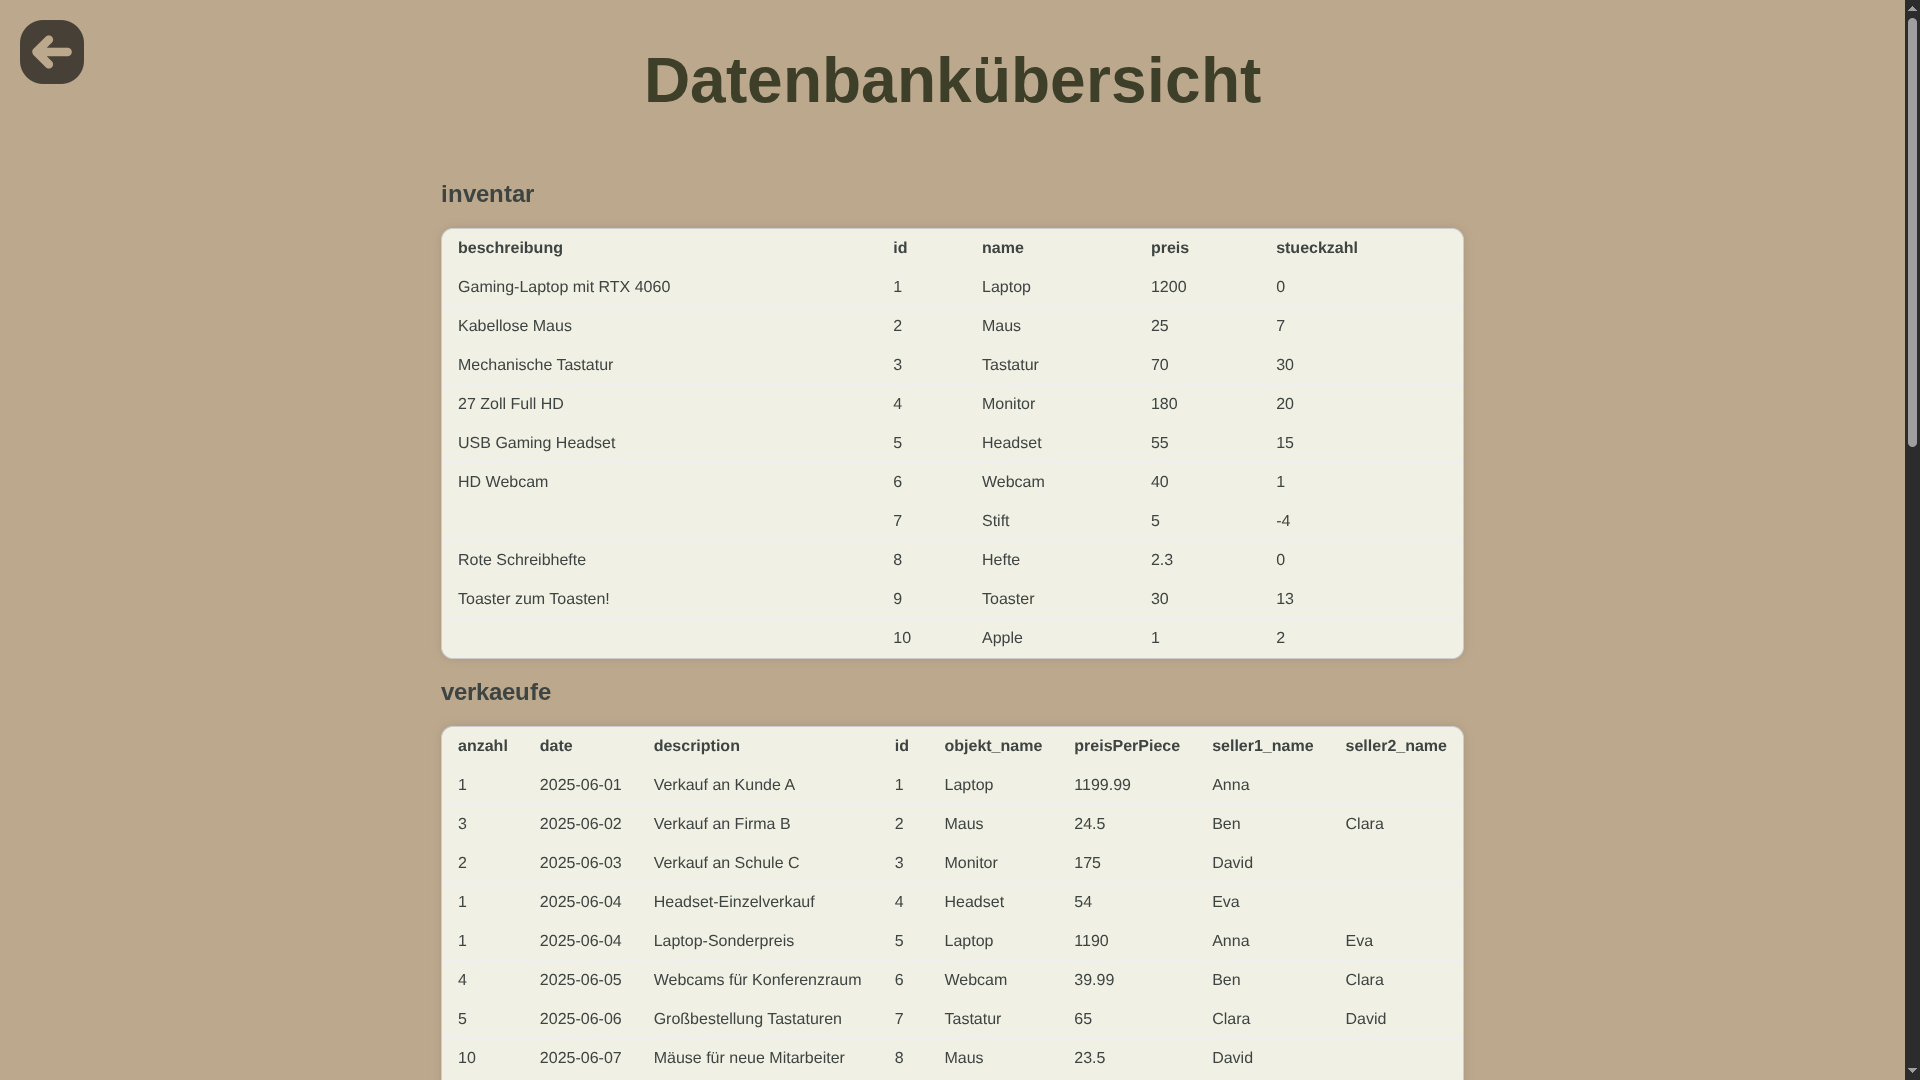 Datenbankübersicht
inventar
beschreibung id name preis stueckzahl
Gaming-Laptop mit RTX 4060 1 Laptop 1200 0
Kabellose Maus 2 Maus 25 7
Mechanische Tastatur 3 Tastatur 70 30
27 Zoll Full HD 4 Monitor 180 20
USB Gaming Headset 5 Headset 55 15
HD Webcam 6 Webcam 40 1
7 Stift 5 -4
Rote Schreibhefte 8 Hefte 2.3 0
Toaster zum Toasten! 9 Toaster 30 13
10 Apple 1 2
verkaeufe
anzahl date description id objekt_name preisPerPiece seller1_name seller2_name
1 2025-06-01 Verkauf an Kunde A 1 Laptop 1199.99 Anna
3 2025-06-02 Verkauf an Firma B 2 Maus 24.5 Ben Clara
2 2025-06-03 Verkauf an Schule C 3 Monitor 175 David
1 2025-06-04 Headset-Einzelverkauf 4 Headset 54 Eva
1 2025-06-04 Laptop-Sonderpreis 5 Laptop 1190 Anna Eva
4 2025-06-05 Webcams für Konferenzraum 6 Webcam 39.99 Ben Clara
5 2025-06-06 Großbestellung Tastaturen 7 Tastatur 65 Clara David
10 2025-06-07 Mäuse für neue Mitarbeiter 8 Maus 23.5 David